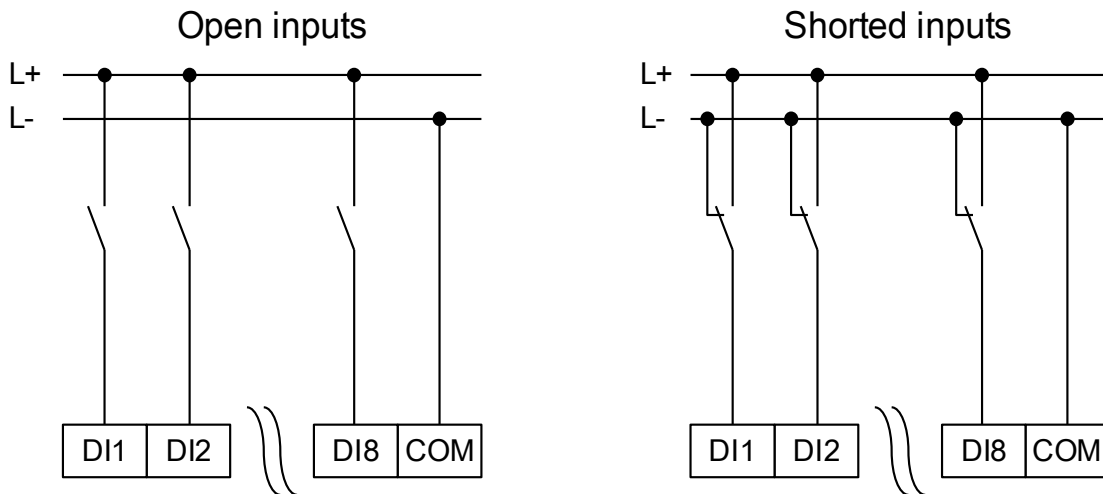 Open inputs
L+
L-
DI1 DI2 DI8 COM
Shorted inputs
L+
L-
DI1 DI2 DI8 COM